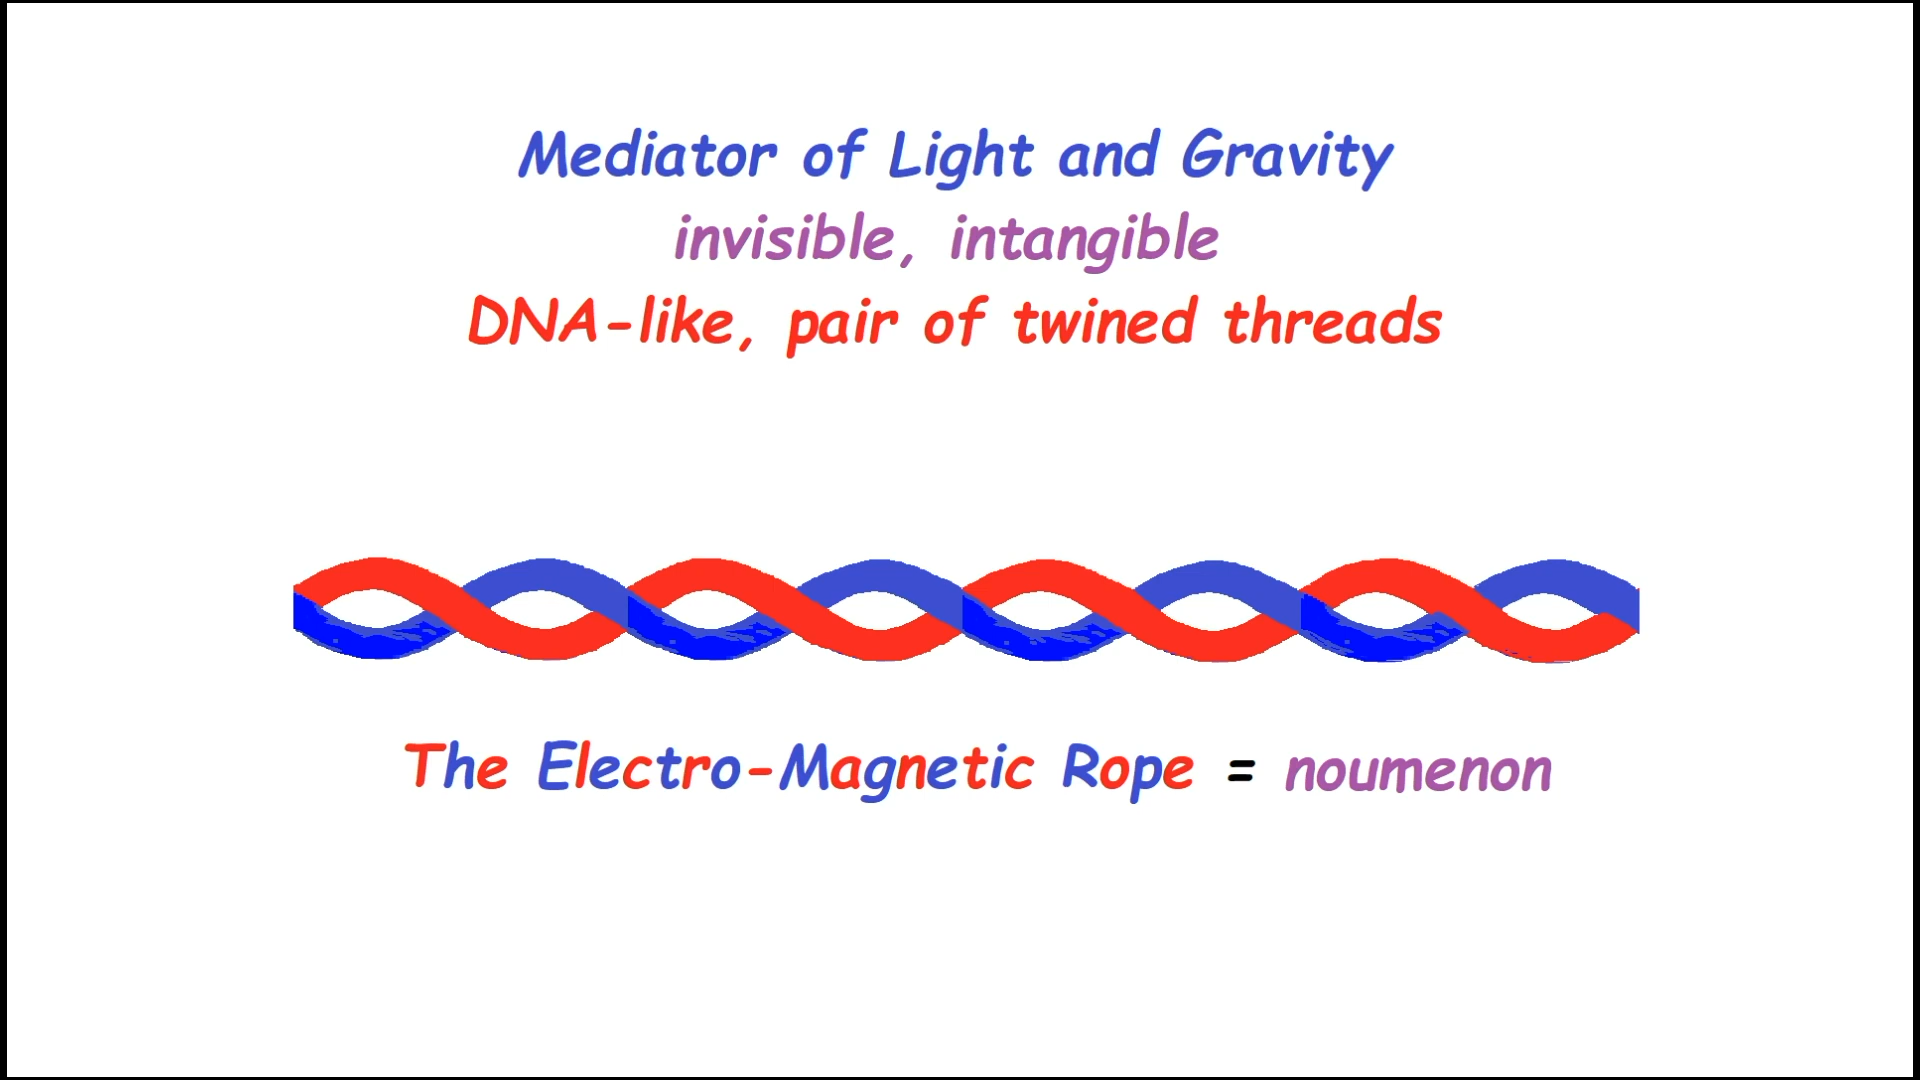 Mediator of Light and Gravity
invisible, intangible
DNA-like, pair of twined threads
The Electro-Magnetic Rope = noumenon